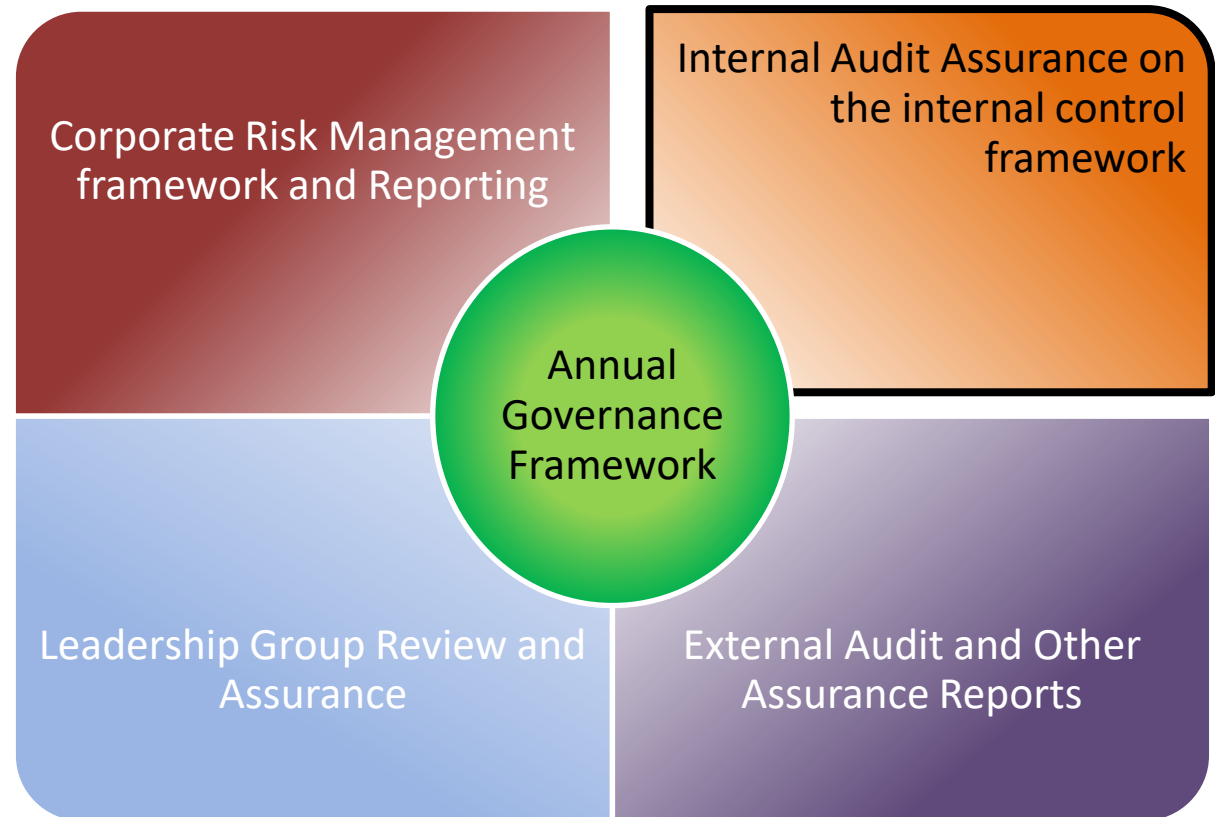 Corporate Risk Management
framework and Reporting
Internal Audit Assurance on
the internal control
framework
Annual
Governance
Framework
Leadership Group Review and
Assurance
External Audit and Other
Assurance Reports